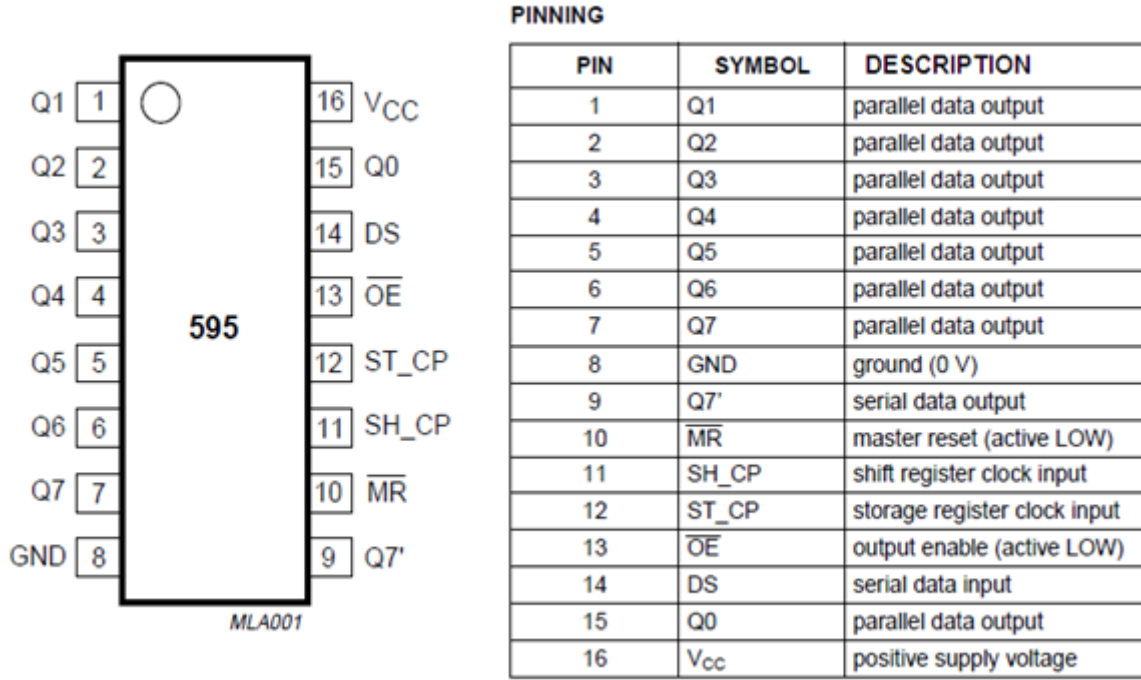 Q1 1 16 VCC
Q2 2 15 Q0
Q3 3 14 DS
Q4 4 13 O̅E̅
595
Q5 5 12 ST_CP
Q6 6 11 SH_CP
Q7 7 10 M̅R̅
GND 8 9 Q7'
MLA001
PINNING
PIN SYMBOL DESCRIPTION
1 Q1 parallel data output
2 Q2 parallel data output
3 Q3 parallel data output
4 Q4 parallel data output
5 Q5 parallel data output
6 Q6 parallel data output
7 Q7 parallel data output
8 GND ground (0 V)
9 Q7' serial data output
10 M̅R̅ master reset (active LOW)
11 SH_CP shift register clock input
12 ST_CP storage register clock input
13 O̅E̅ output enable (active LOW)
14 DS serial data input
15 Q0 parallel data output
16 VCC positive supply voltage